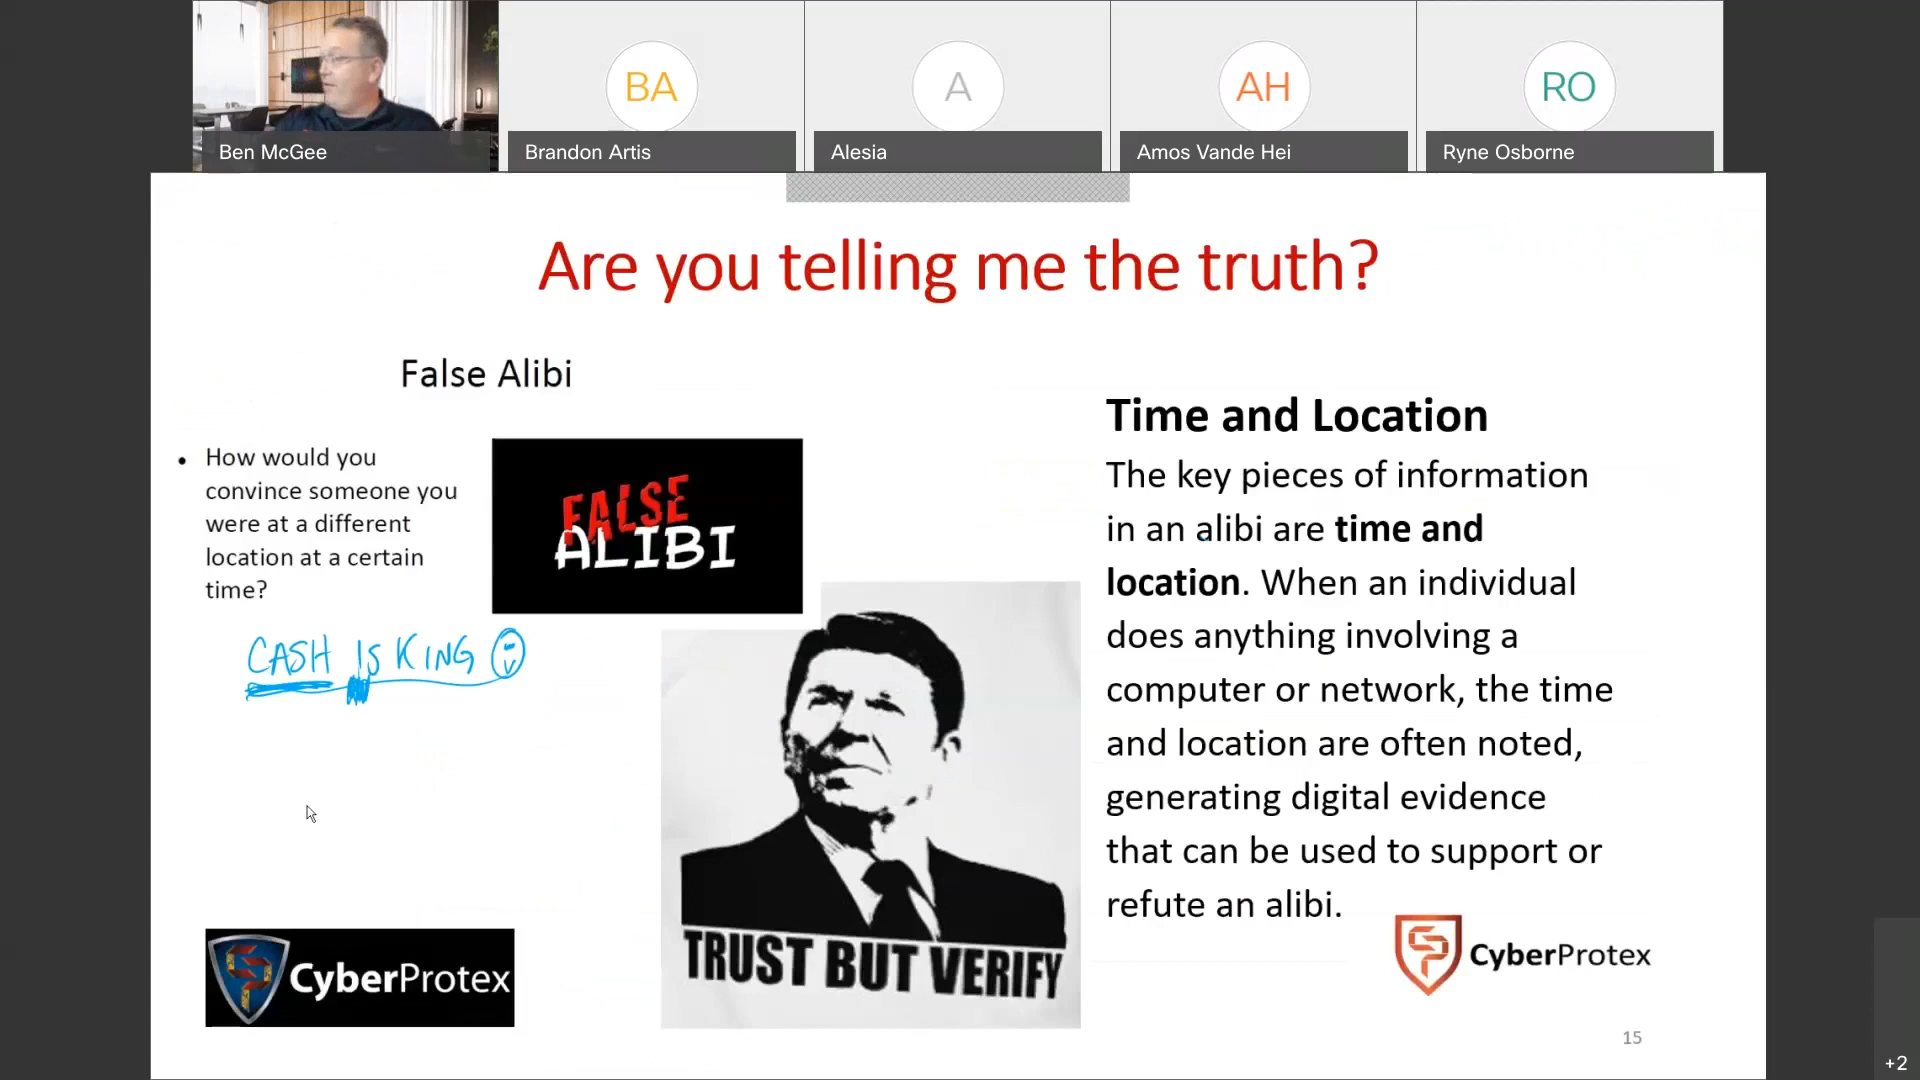 BA
A
AH
RO
Ben McGee
Brandon Artis
Alesia
Amos Vande Hei
Ryne Osborne
Are you telling me the truth?
False Alibi
• How would you
convince someone you
were at a different
location at a certain
time?
CASH IS KING
FALSE
ALIBI
TRUST BUT VERIFY
Time and Location
The key pieces of information
in an alibi are time and
location. When an individual
does anything involving a
computer or network, the time
and location are often noted,
generating digital evidence
that can be used to support or
refute an alibi.
CyberProtex
CyberProtex
15
+2